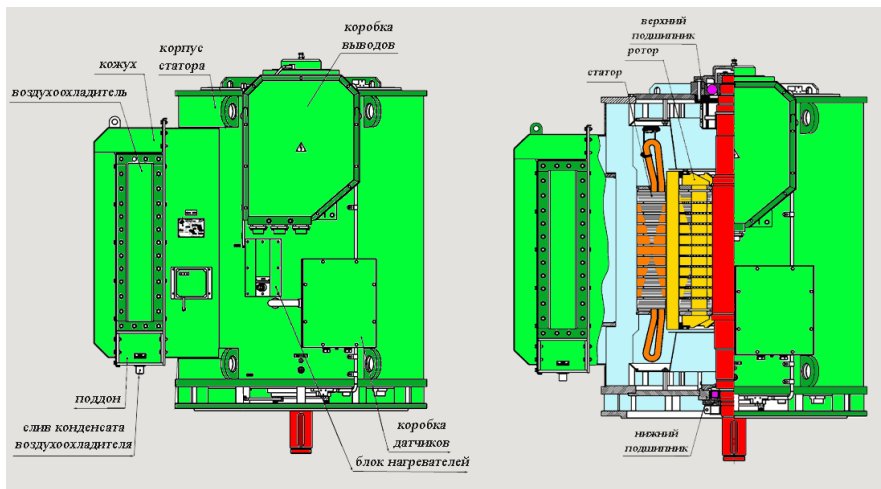 коробка
выводов
корпус
статора
кожух
воздухоохладитель
поддон
слив конденсата
воздухоохладителя
коробка
датчиков
блок нагревателей
верхний
подшипник
ротор
статор
нижний
подшипник